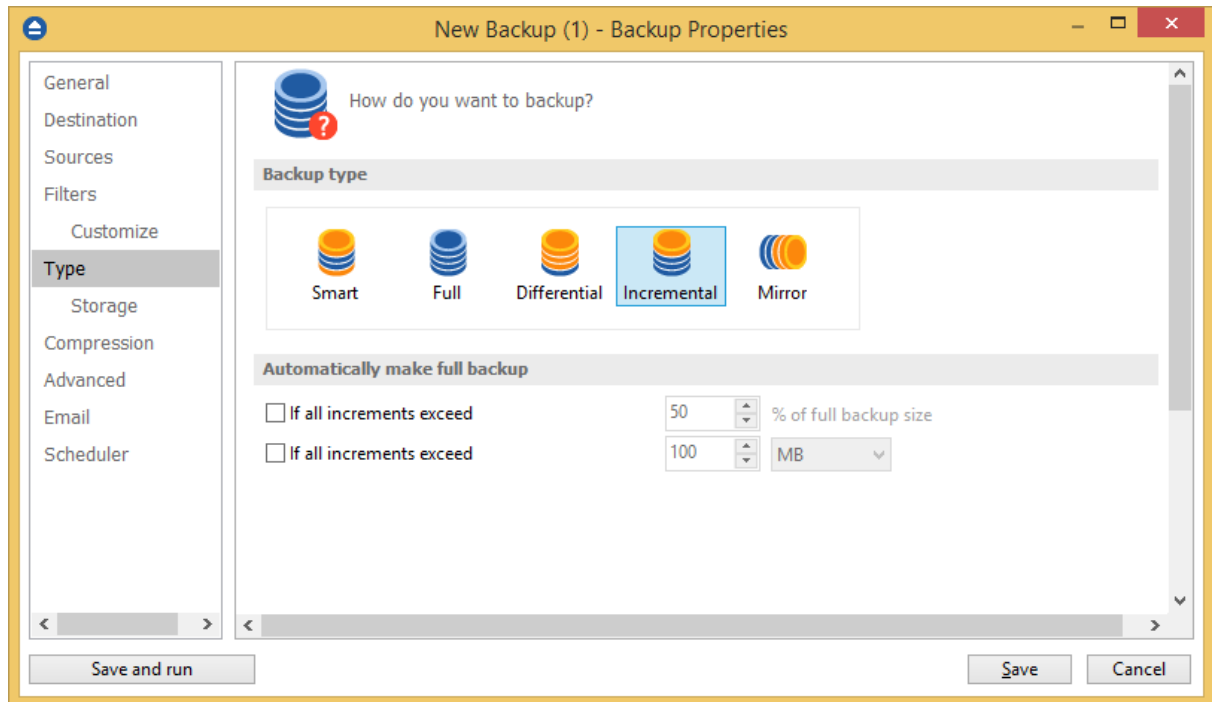 New Backup (1) - Backup Properties
General
Destination
Sources
Filters
Customize
Type
Storage
Compression
Advanced
Email
Scheduler
How do you want to backup?
Backup type
Smart Full Differential Incremental Mirror
Automatically make full backup
If all increments exceed 50 % of full backup size
If all increments exceed 100 MB
Save and run Save Cancel